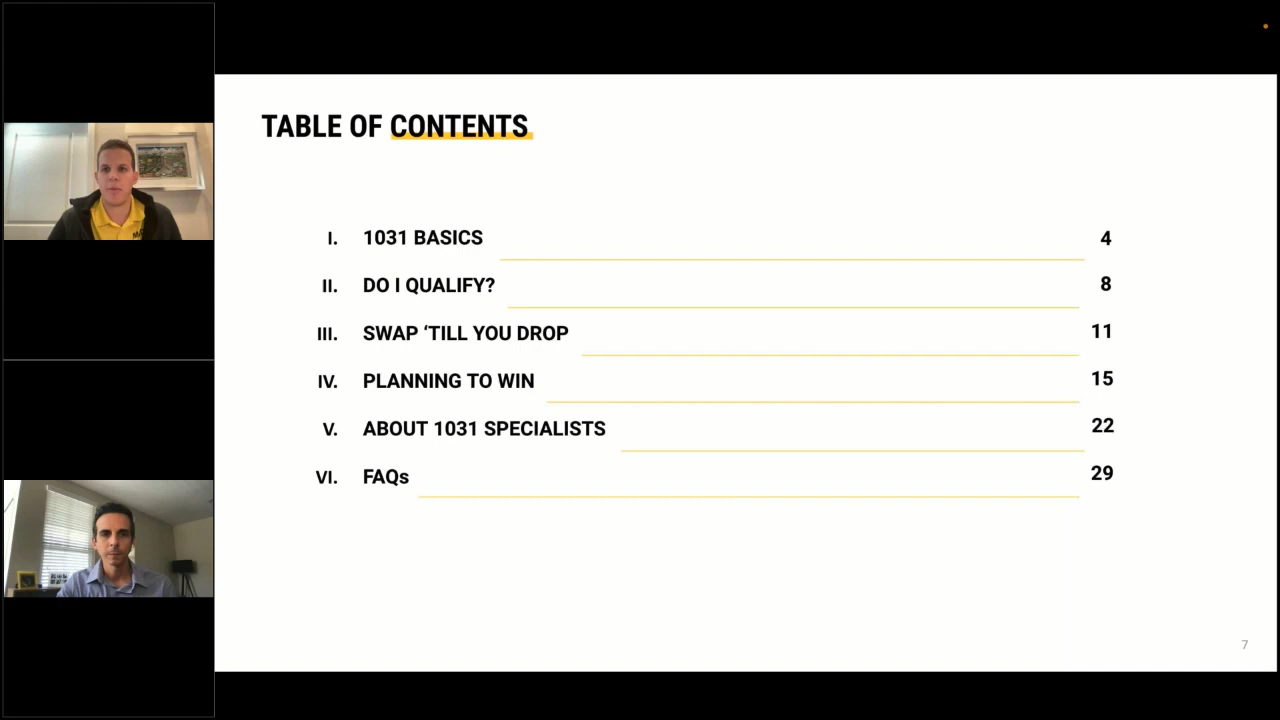 TABLE OF CONTENTS
I. 1031 BASICS 4
II. DO I QUALIFY? 8
III. SWAP ‘TILL YOU DROP 11
IV. PLANNING TO WIN 15
V. ABOUT 1031 SPECIALISTS 22
VI. FAQs 29
7